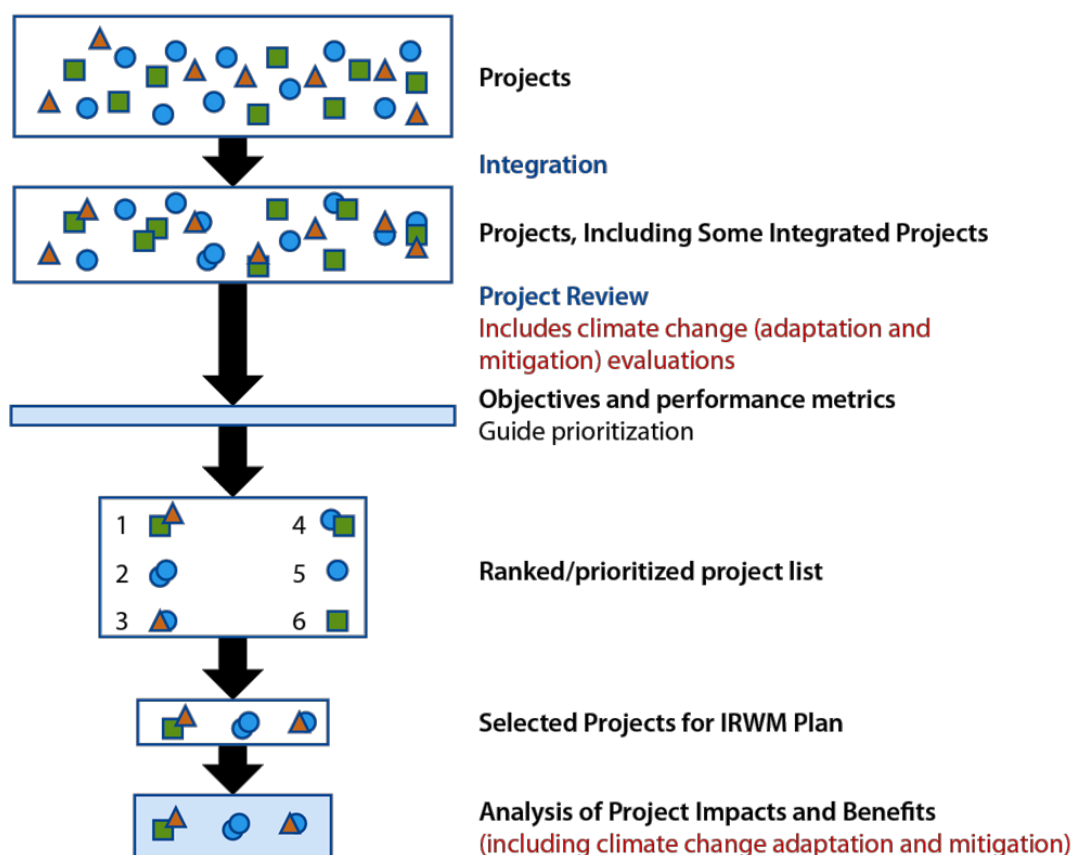 Projects
Integration
Projects, Including Some Integrated Projects
Project Review
Includes climate change (adaptation and
mitigation) evaluations
Objectives and performance metrics
Guide prioritization
1 4
2 5
3 6
Ranked/prioritized project list
Selected Projects for IRWM Plan
Analysis of Project Impacts and Benefits
(including climate change adaptation and mitigation)